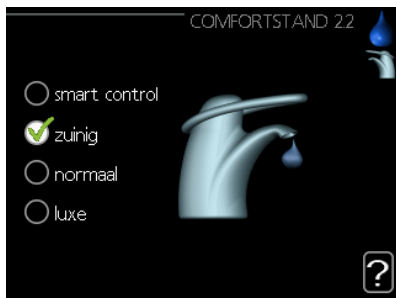 COMFORTSTAND 2.2
smart control
zuinig
normaal
luxe
?